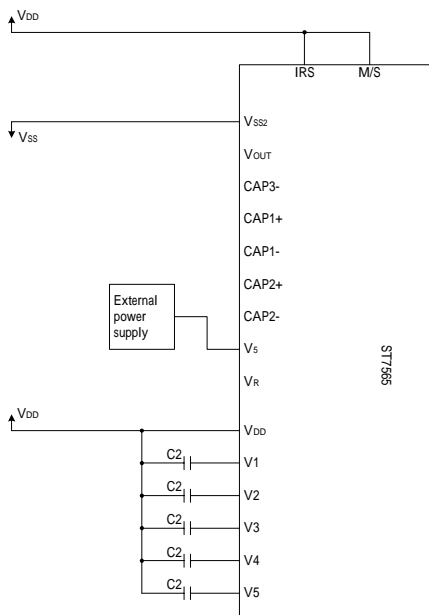 VDD
IRS M/S
VSS2
VSS
VOUT
CAP3-
CAP1+
CAP1-
CAP2+
External
power
supply
CAP2-
V5
ST7565
VR
VDD
VDD
C2 V1
C2 V2
C2 V3
C2 V4
C2 V5